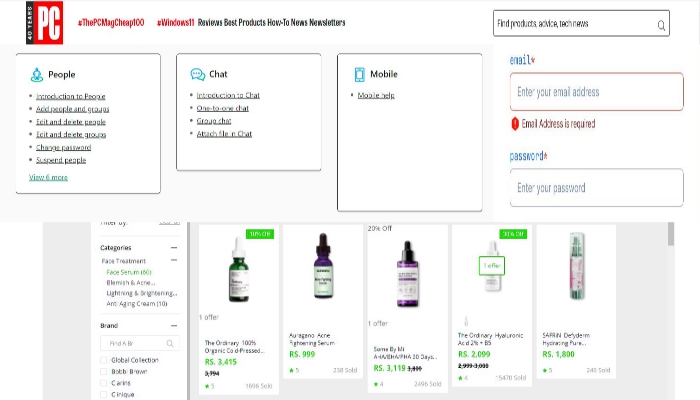 40 YEARS
PC
#ThePCMagCheap100 #Windows11 Reviews Best Products How-To News Newsletters
Find products, advice, tech news
People
Introduction to People
Add people and groups
Edit and delete people
Edit and delete groups
Change password
Suspend people
View 6 more
Chat
Introduction to Chat
One-to-one chat
Group chat
Attach file in Chat
Mobile
Mobile help
email*
Enter your email address
Email Address is required
password*
Enter your password
Filter by:
Categories
Face Treatment
Face Serum (60)
Blemish & Acne...
Lightning & Brightening...
Anti Aging Cream (10)
Brand
Find A Br
Global Collection
Bobbi Brown
Clarins
Clinique
10% Off
1 offer
The Ordinary 100%
Organic Cold-Pressed...
RS. 3,415
3,794
5 1696 Sold
Auragano Acne
Fightening Serum
RS. 999
5 258 Sold
20% Off
1 offer
Some By Mi
AHA/BHA/PHA 30 Days...
RS. 3,119 3,899
4 2496 Sold
30% Off
1 offer
The Ordinary Hyaluronic
Acid 2% + B5
RS. 2,099
2,999-3,000
4 15470 Sold
SAFRiN Defyderm
Hydrating Pure...
RS. 1,800
5 248 Sold